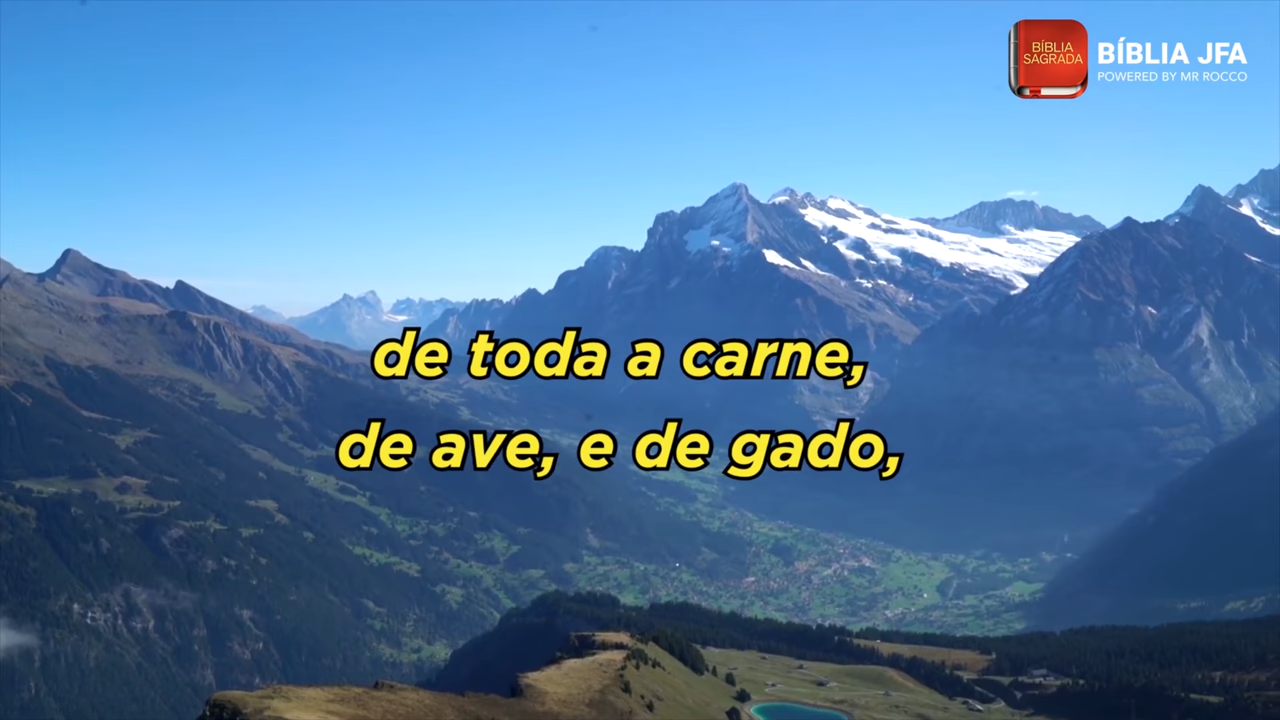 BÍBLIA
SAGRADA
BÍBLIA JFA
POWERED BY MR ROCCO
de toda a carne,
de ave, e de gado,